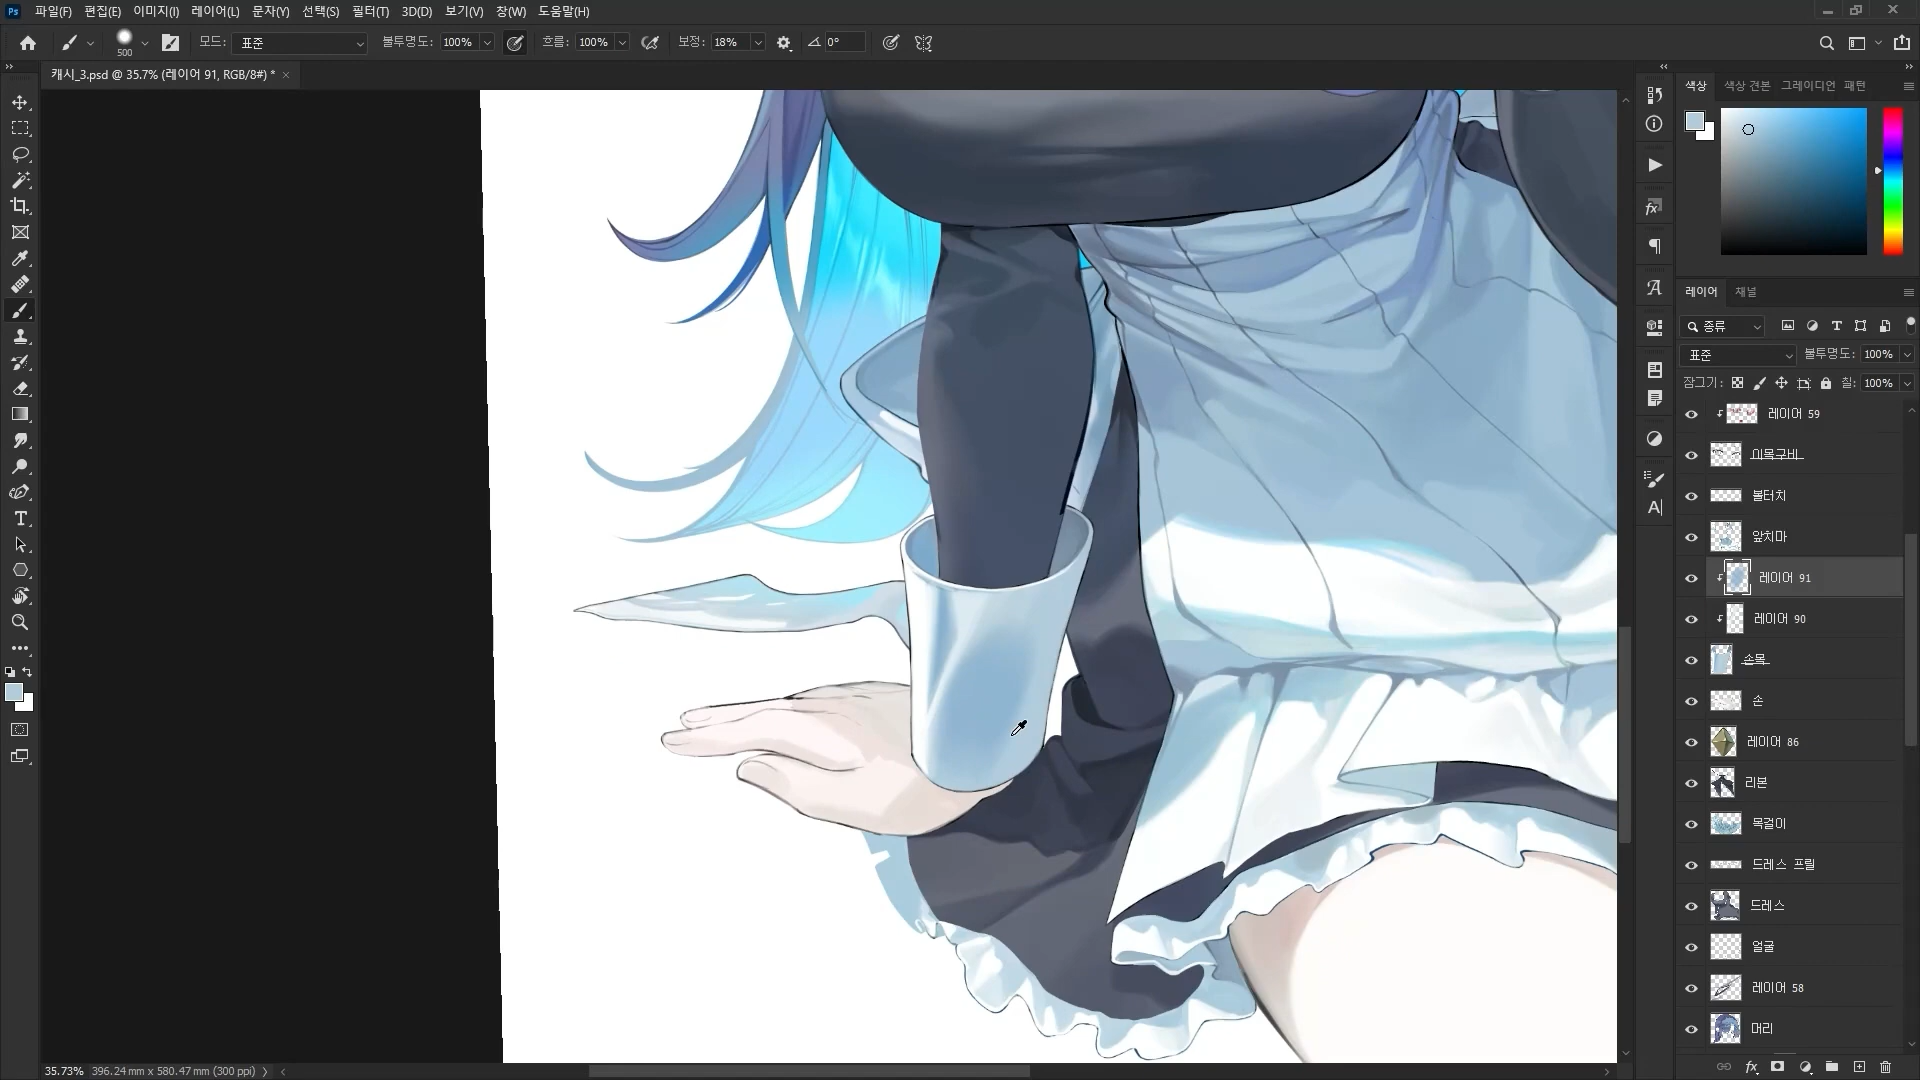 Ps 파일(F) 편집(E) 이미지(I) 레이어(L) 문자(Y) 선택(S) 필터(T) 3D(D) 보기(V) 창(W) 도움말(H)
500 모드: 표준 불투명도: 100% 흐름: 100% 보정: 18% 0°
캐시_3.psd @ 35.7% (레이어 91, RGB/8#) *
색상 색상 견본 그레이디언 패턴
레이어 채널
종류
표준 불투명도: 100%
잠그기: 칠: 100%
레이어 59
이목구비
볼터치
앞치마
레이어 91
레이어 90
손목
손
레이어 86
리본
목걸이
드레스 프릴
드레스
얼굴
레이어 58
머리
35.73% 396.24 mm x 580.47 mm (300 ppi)